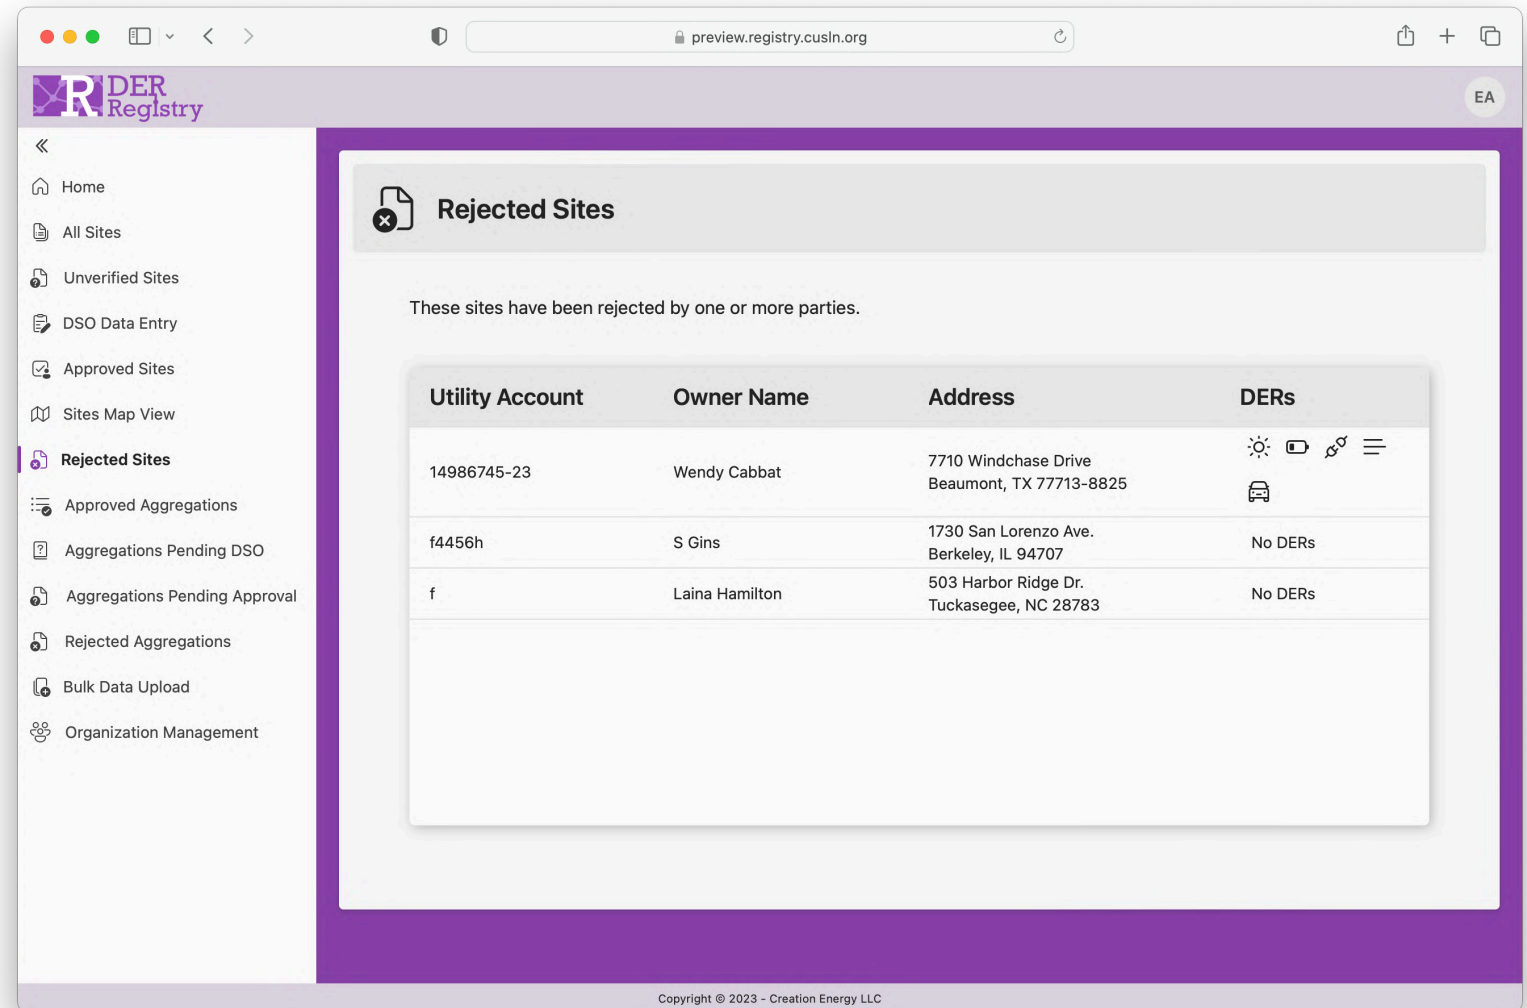 preview.registry.cusln.org
R DER
Registry
EA
Home
All Sites
Unverified Sites
DSO Data Entry
Approved Sites
Sites Map View
Rejected Sites
Approved Aggregations
Aggregations Pending DSO
Aggregations Pending Approval
Rejected Aggregations
Bulk Data Upload
Organization Management
Rejected Sites
These sites have been rejected by one or more parties.
Utility Account Owner Name Address DERs
14986745-23 Wendy Cabbat 7710 Windchase Drive
Beaumont, TX 77713-8825
f4456h S Gins 1730 San Lorenzo Ave.
Berkeley, IL 94707 No DERs
f Laina Hamilton 503 Harbor Ridge Dr.
Tuckasegee, NC 28783 No DERs
Copyright © 2023 - Creation Energy LLC